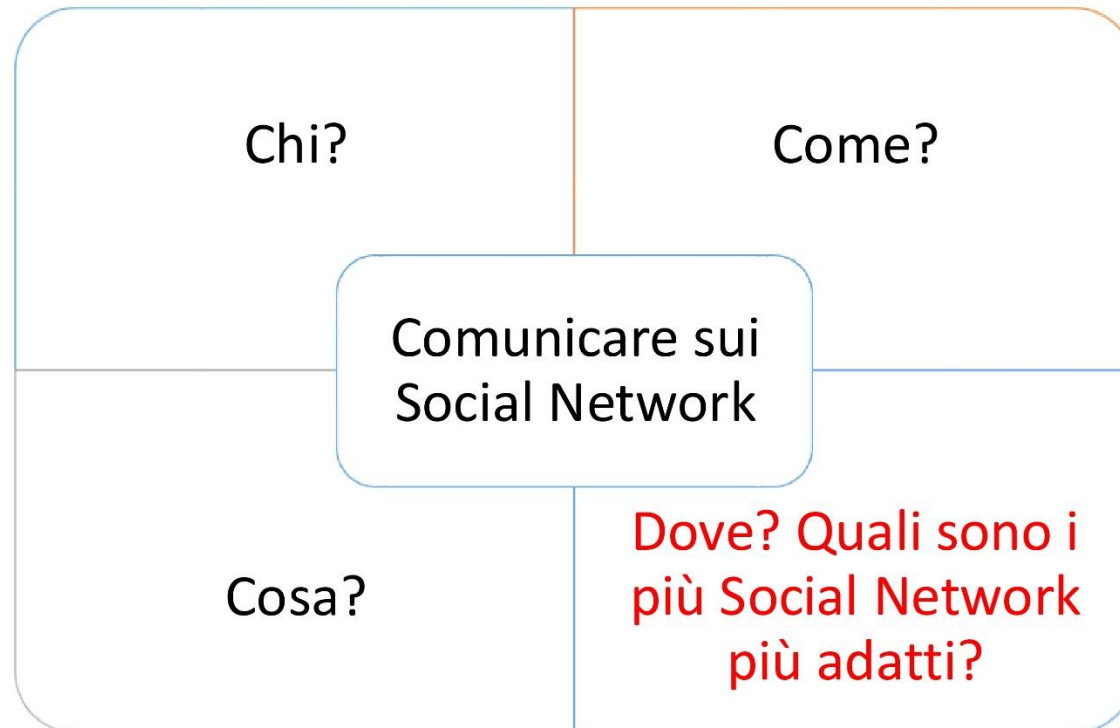 Chi?
Come?
Comunicare sui
Social Network
Cosa?
Dove? Quali sono i
più Social Network
più adatti?